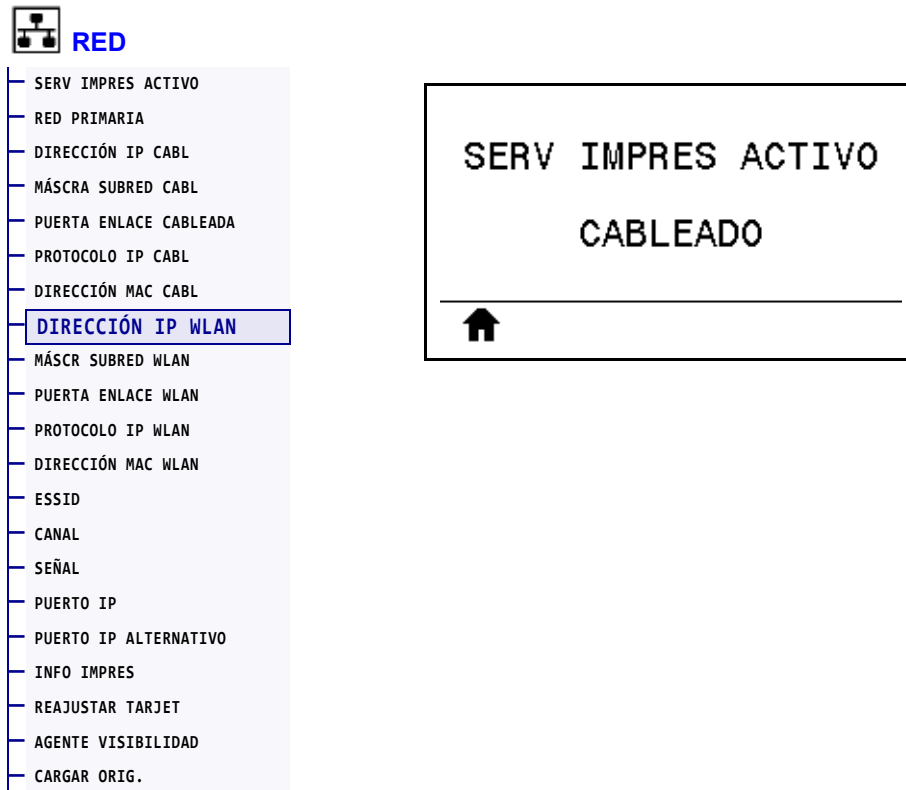 RED
SERV IMPRES ACTIVO
RED PRIMARIA
DIRECCIÓN IP CABL
MÁSCRA SUBRED CABL
PUERTA ENLACE CABLEADA
PROTOCOLO IP CABL
DIRECCIÓN MAC CABL
DIRECCIÓN IP WLAN
MÁSCR SUBRED WLAN
PUERTA ENLACE WLAN
PROTOCOLO IP WLAN
DIRECCIÓN MAC WLAN
ESSID
CANAL
SEÑAL
PUERTO IP
PUERTO IP ALTERNATIVO
INFO IMPRES
REAJUSTAR TARJET
AGENTE VISIBILIDAD
CARGAR ORIG.
SERV IMPRES ACTIVO
CABLEADO